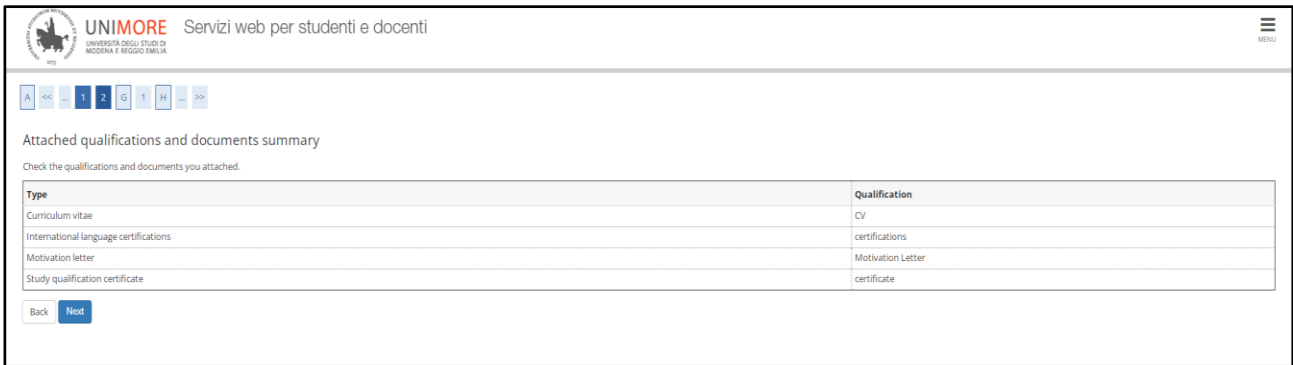 UNIMORE Servizi web per studenti e docenti
UNIVERSITÀ DEGLI STUDI DI
MODENA E REGGIO EMILIA
1175
MENU
A << ... 1 2 G 1 H ... >>
Attached qualifications and documents summary
Check the qualifications and documents you attached.
Type Qualification
Curriculum vitae CV
International language certifications certifications
Motivation letter Motivation Letter
Study qualification certificate certificate
Back Next